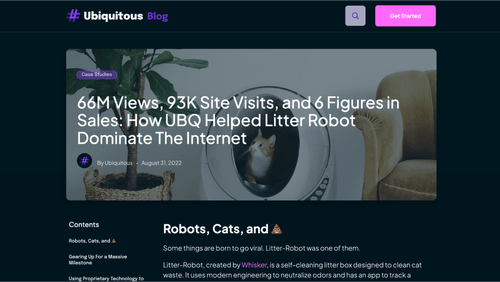 # Ubiquitous Blog
Get Started
Case Studies
66M Views, 93K Site Visits, and 6 Figures in
Sales: How UBQ Helped Litter Robot
Dominate The Internet
# By Ubiquitous - August 31, 2022
Contents
Robots, Cats, and 💩
Gearing Up For a Massive
Milestone
Using Proprietary Technology to
Robots, Cats, and 💩
Some things are born to go viral. Litter-Robot was one of them.
Litter-Robot, created by Whisker, is a self-cleaning litter box designed to clean cat
waste. It uses modern engineering to neutralize odors and has an app to track a